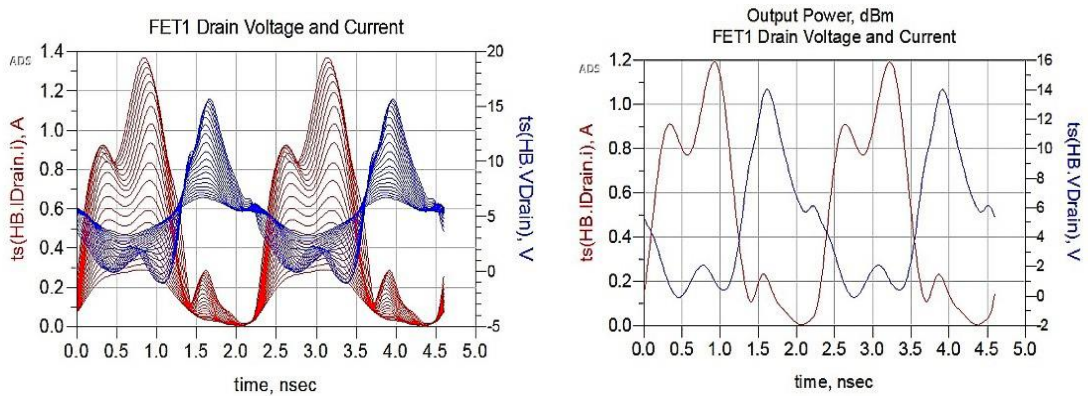 FET1 Drain Voltage and Current
ADS
ts(HB.IDrain.i), A
1.4
1.2
1.0
0.8
0.6
0.4
0.2
0.0
20
15
10
5
0
-5
ts(HB.VDrain), V
0.0 0.5 1.0 1.5 2.0 2.5 3.0 3.5 4.0 4.5 5.0
time, nsec
Output Power, dBm
FET1 Drain Voltage and Current
ADS
ts(HB.IDrain.i), A
1.2
1.0
0.8
0.6
0.4
0.2
0.0
16
14
12
10
8
6
4
2
0
-2
ts(HB.VDrain), V
0.0 0.5 1.0 1.5 2.0 2.5 3.0 3.5 4.0 4.5 5.0
time, nsec